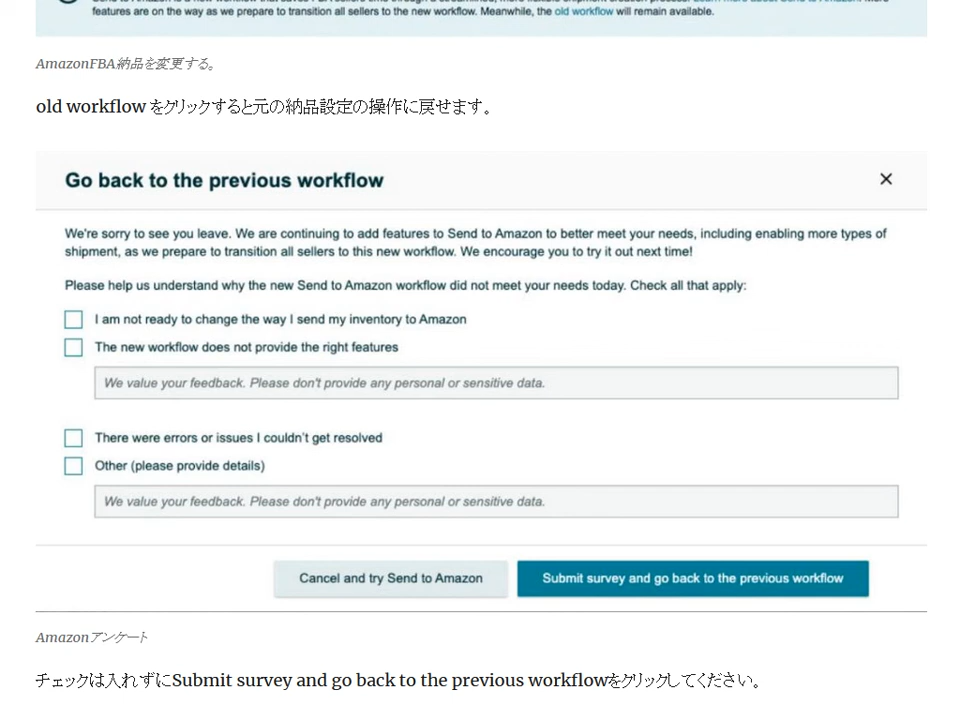 features are on the way as we prepare to transition all sellers to the new workflow. Meanwhile, the old workflow will remain available.
AmazonFBA納品を変更する。
old workflow をクリックすると元の納品設定の操作に戻せます。
Go back to the previous workflow
We're sorry to see you leave. We are continuing to add features to Send to Amazon to better meet your needs, including enabling more types of
shipment, as we prepare to transition all sellers to this new workflow. We encourage you to try it out next time!
Please help us understand why the new Send to Amazon workflow did not meet your needs today. Check all that apply:
I am not ready to change the way I send my inventory to Amazon
The new workflow does not provide the right features
We value your feedback. Please don't provide any personal or sensitive data.
There were errors or issues I couldn't get resolved
Other (please provide details)
We value your feedback. Please don't provide any personal or sensitive data.
Cancel and try Send to Amazon
Submit survey and go back to the previous workflow
Amazonアンケート
チェックは入れずにSubmit survey and go back to the previous workflowをクリックしてください。